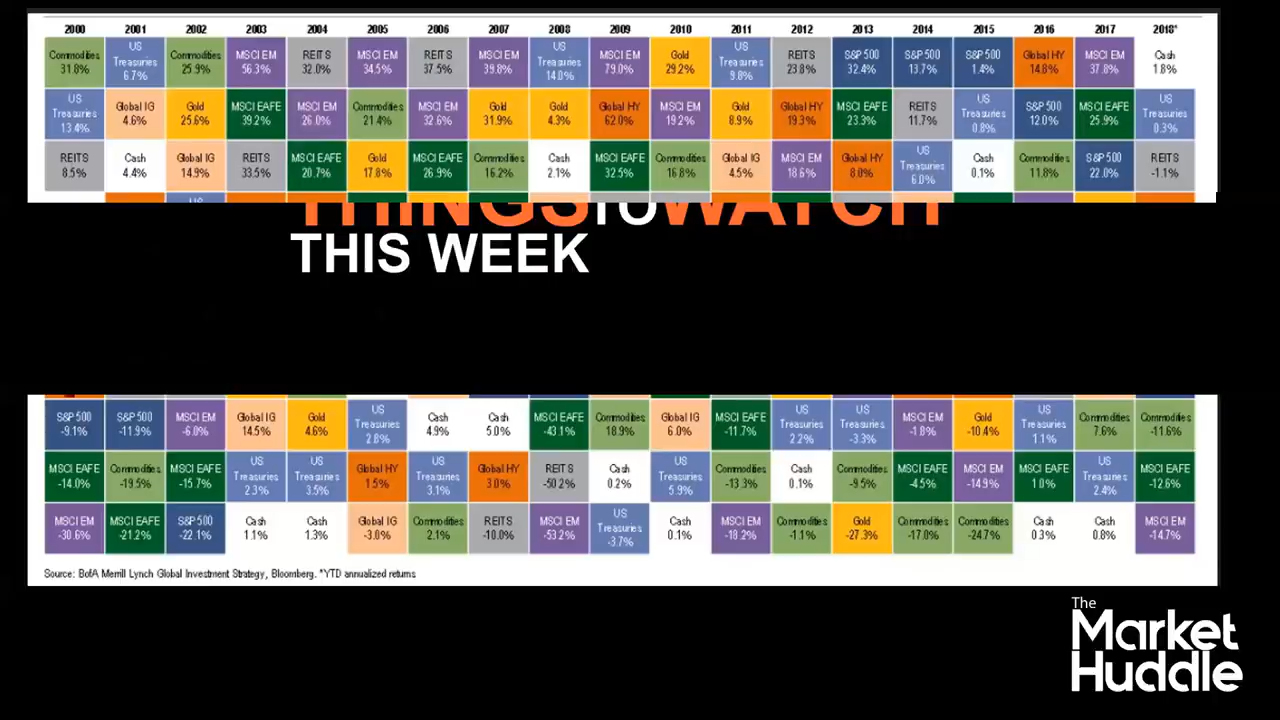 2000 2001 2002 2003 2004 2005 2006 2007 2008 2009 2010 2011 2012 2013 2014 2015 2016 2017 2018*
Commodities 31.8% US Treasuries 6.7% Commodities 25.9% MSCI EM 56.3% REITS 32.0% MSCI EM 34.5% REITS 37.5% MSCI EM 39.8% US Treasuries 14.0% MSCI EM 79.0% Gold 29.2% US Treasuries 9.8% REITS 23.8% S&P 500 32.4% S&P 500 13.7% S&P 500 1.4% Global HY 14.8% MSCI EM 37.8% Cash 1.8%
US Treasuries 13.4% Global IG 4.6% Gold 25.6% MSCI EAFE 39.2% MSCI EM 26.0% Commodities 21.4% MSCI EM 32.6% Gold 31.9% Gold 4.3% Global HY 62.0% MSCI EM 19.2% Gold 8.9% Global HY 19.3% MSCI EAFE 23.3% REITS 11.7% US Treasuries 0.8% S&P 500 12.0% MSCI EAFE 25.9% US Treasuries 0.3%
REITS 8.5% Cash 4.4% Global IG 14.9% REITS 33.5% MSCI EAFE 20.7% Gold 17.8% MSCI EAFE 26.9% Commodities 16.2% Cash 2.1% MSCI EAFE 32.5% Commodities 16.8% Global IG 4.5% MSCI EM 18.6% Global HY 8.0% US Treasuries 6.0% Cash 0.1% Commodities 11.8% S&P 500 22.0% REITS -1.1%
US
THINGS TO WATCH
THIS WEEK
S&P 500 -9.1% S&P 500 -11.9% MSCI EM -6.0% Global IG 14.5% Gold 4.6% US Treasuries 2.8% Cash 4.9% Cash 5.0% MSCI EAFE -43.1% Commodities 18.9% Global IG 6.0% MSCI EAFE -11.7% US Treasuries 2.2% US Treasuries -3.3% MSCI EM -1.8% Gold -10.4% US Treasuries 1.1% Commodities 7.6% Commodities -11.6%
MSCI EAFE -14.0% Commodities -19.5% MSCI EAFE -15.7% US Treasuries 2.3% US Treasuries 3.5% Global HY 1.5% US Treasuries 3.1% Global HY 3.0% REITS -50.2% Cash 0.2% US Treasuries 5.9% Commodities -13.3% Cash 0.1% Commodities -9.5% MSCI EAFE -4.5% MSCI EM -14.9% MSCI EAFE 1.0% US Treasuries 2.4% MSCI EAFE -12.6%
MSCI EM -30.6% MSCI EAFE -21.2% S&P 500 -22.1% Cash 1.1% Cash 1.3% Global IG -3.0% Commodities 2.1% REITS -10.0% MSCI EM -53.2% US Treasuries -3.7% Cash 0.1% MSCI EM -18.2% Commodities -1.1% Gold -27.3% Commodities -17.0% Commodities -24.7% Cash 0.3% Cash 0.8% MSCI EM -14.7%
Source: BofA Merrill Lynch Global Investment Strategy, Bloomberg. *YTD annualized returns
The
Market
Huddle